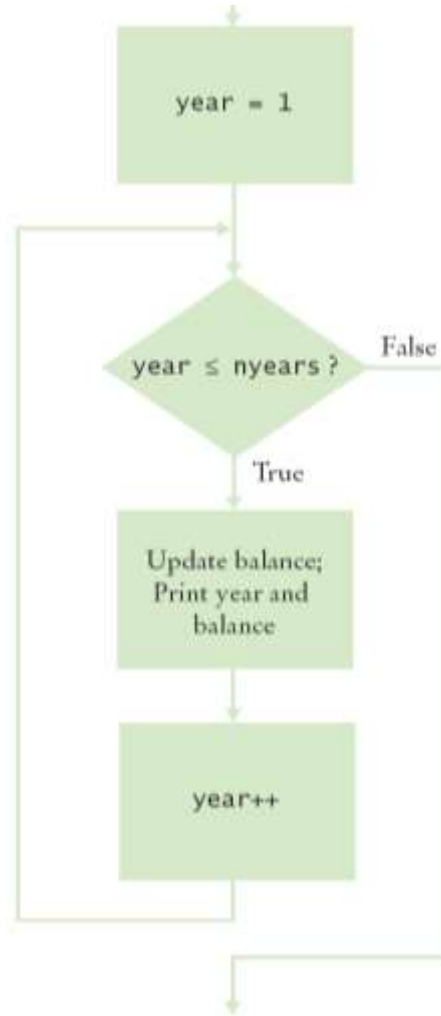 year = 1
year ≤ nyears ?
False
True
Update balance;
Print year and
balance
year++